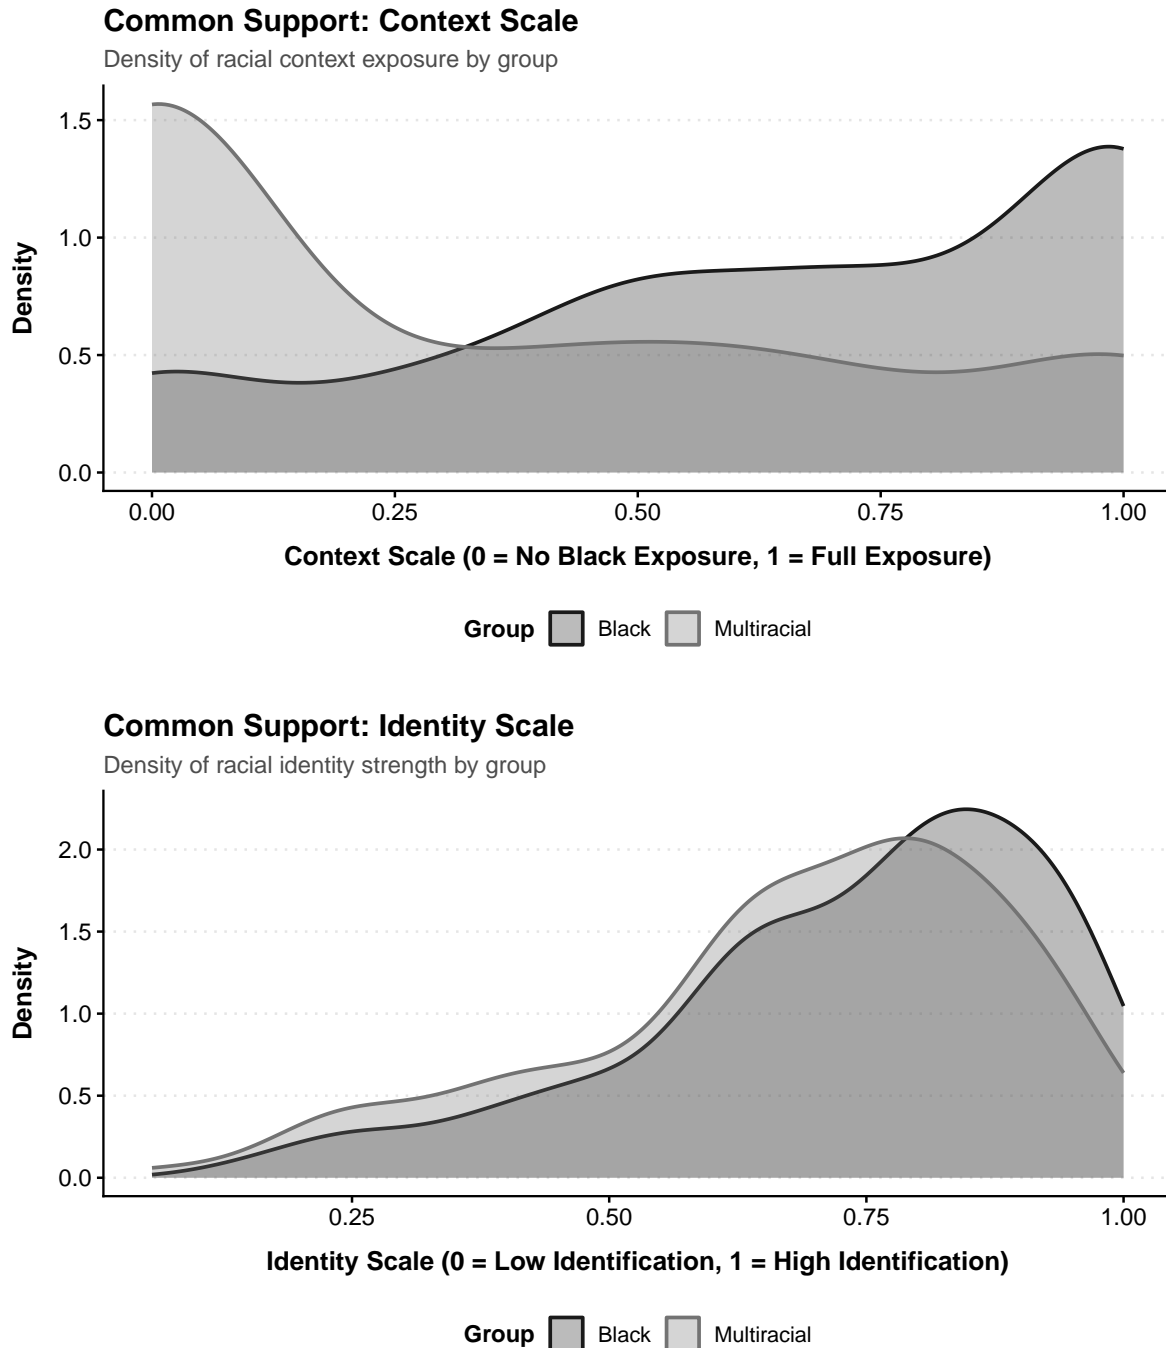 Common Support: Context Scale
Density of racial context exposure by group
Density
1.5
1.0
0.5
0.0
0.00 0.25 0.50 0.75 1.00
Context Scale (0 = No Black Exposure, 1 = Full Exposure)
Group Black Multiracial
Common Support: Identity Scale
Density of racial identity strength by group
Density
2.0
1.5
1.0
0.5
0.0
0.25 0.50 0.75 1.00
Identity Scale (0 = Low Identification, 1 = High Identification)
Group Black Multiracial